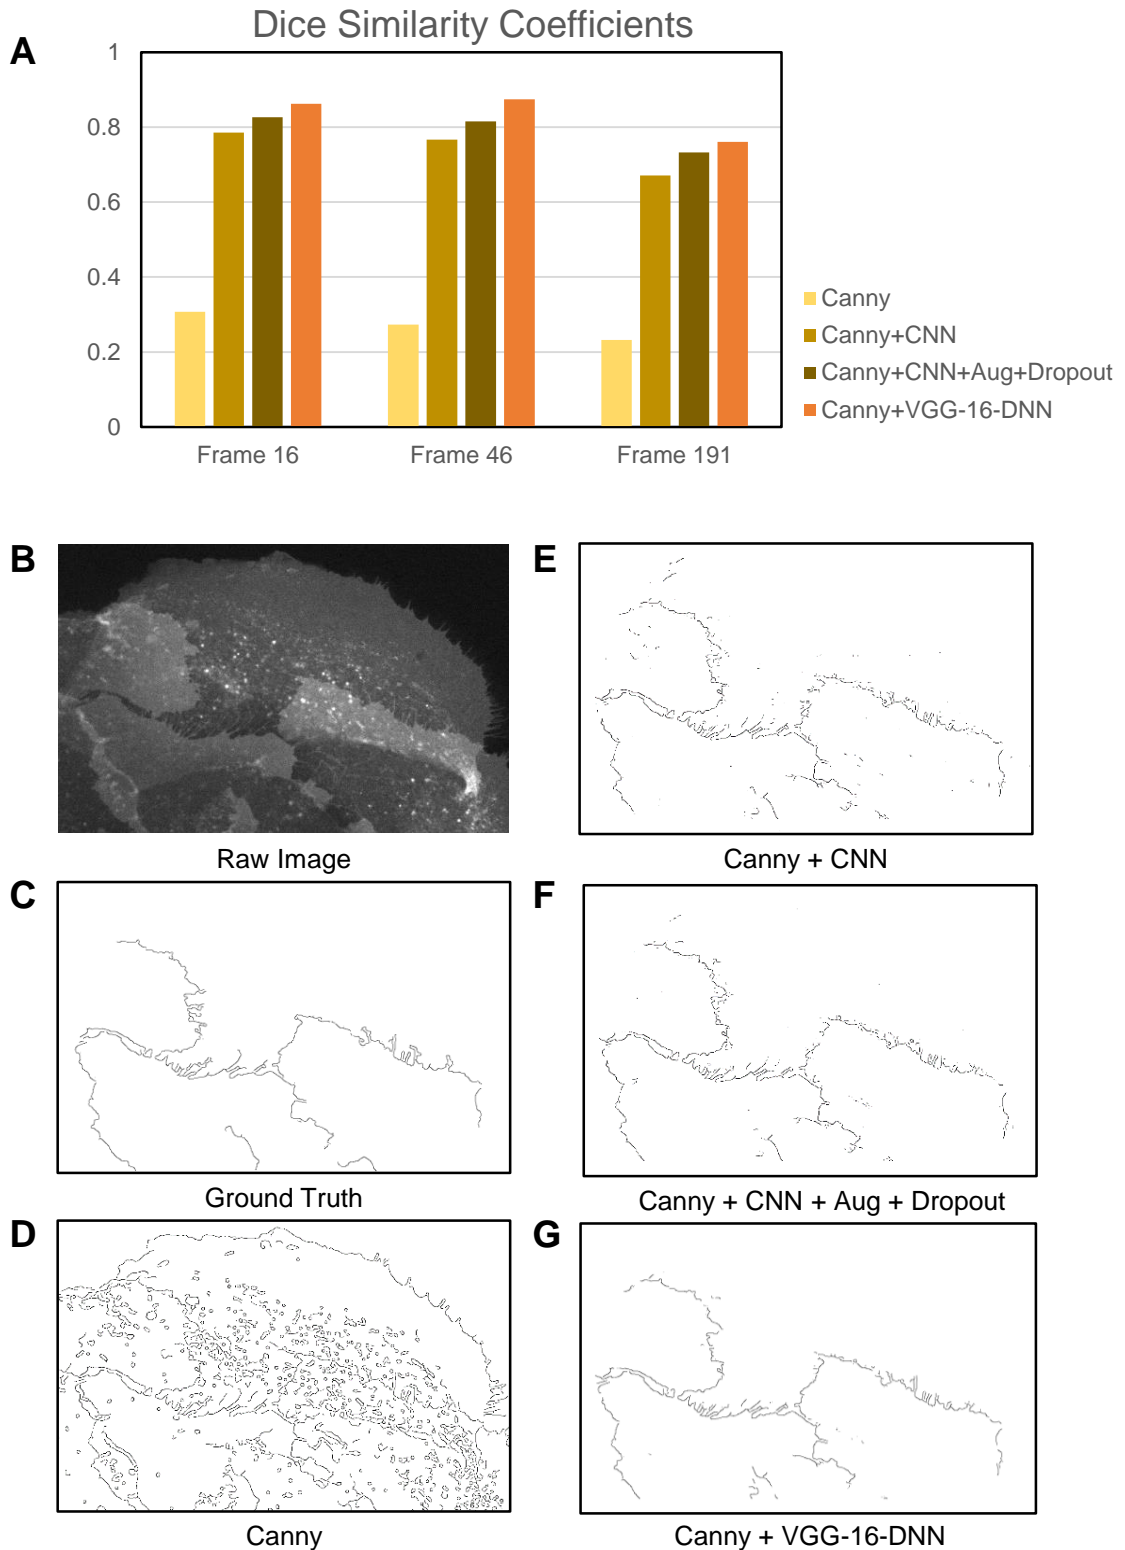 Dice Similarity Coefficients
A
1
0.8
0.6
0.4
0.2
0
Frame 16 Frame 46 Frame 191
Canny
Canny+CNN
Canny+CNN+Aug+Dropout
Canny+VGG-16-DNN
B
Raw Image
C
Ground Truth
D
Canny
E
Canny + CNN
F
Canny + CNN + Aug + Dropout
G
Canny + VGG-16-DNN